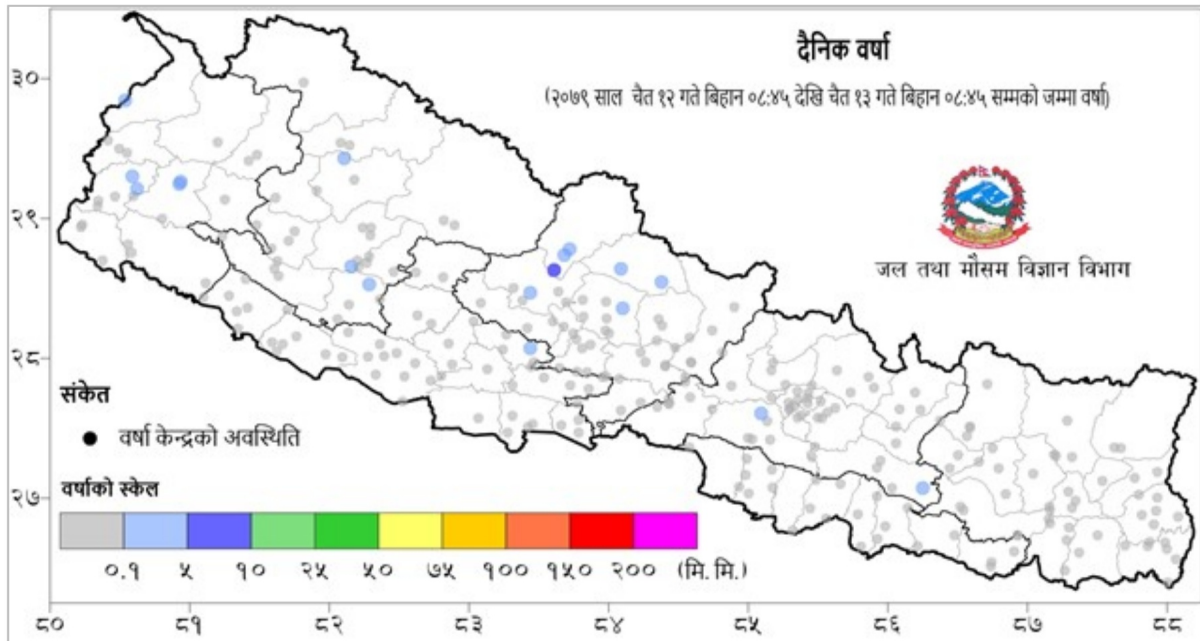 दैनिक वर्षा
(२०७९ साल चैत १२ गते बिहान ०८:४५ देखि चैत १३ गते बिहान ०८:४५ सम्मको जम्मा वर्षा)
जल तथा मौसम विज्ञान विभाग
३०
२९
२८
२७
संकेत
वर्षा केन्द्रको अवस्थिति
वर्षाको स्केल
०.१ ५ १० २५ ५० ७५ १०० १५० २०० (मि.मि.)
८० ८१ ८२ ८३ ८४ ८५ ८६ ८७ ८८